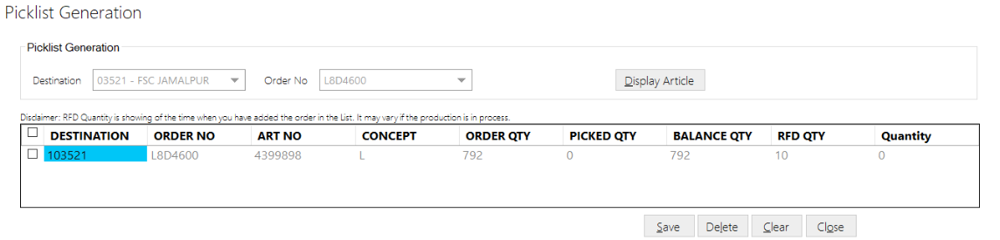 Picklist Generation
Picklist Generation
Destination 03521 - FSC JAMALPUR Order No L8D4600 Display Article
Disclaimer: RFD Quantity is showing of the time when you have added the order in the List. It may vary if the production is in process.
DESTINATION ORDER NO ART NO CONCEPT ORDER QTY PICKED QTY BALANCE QTY RFD QTY Quantity
103521 L8D4600 4399898 L 792 0 792 10 0
Save Delete Clear Close